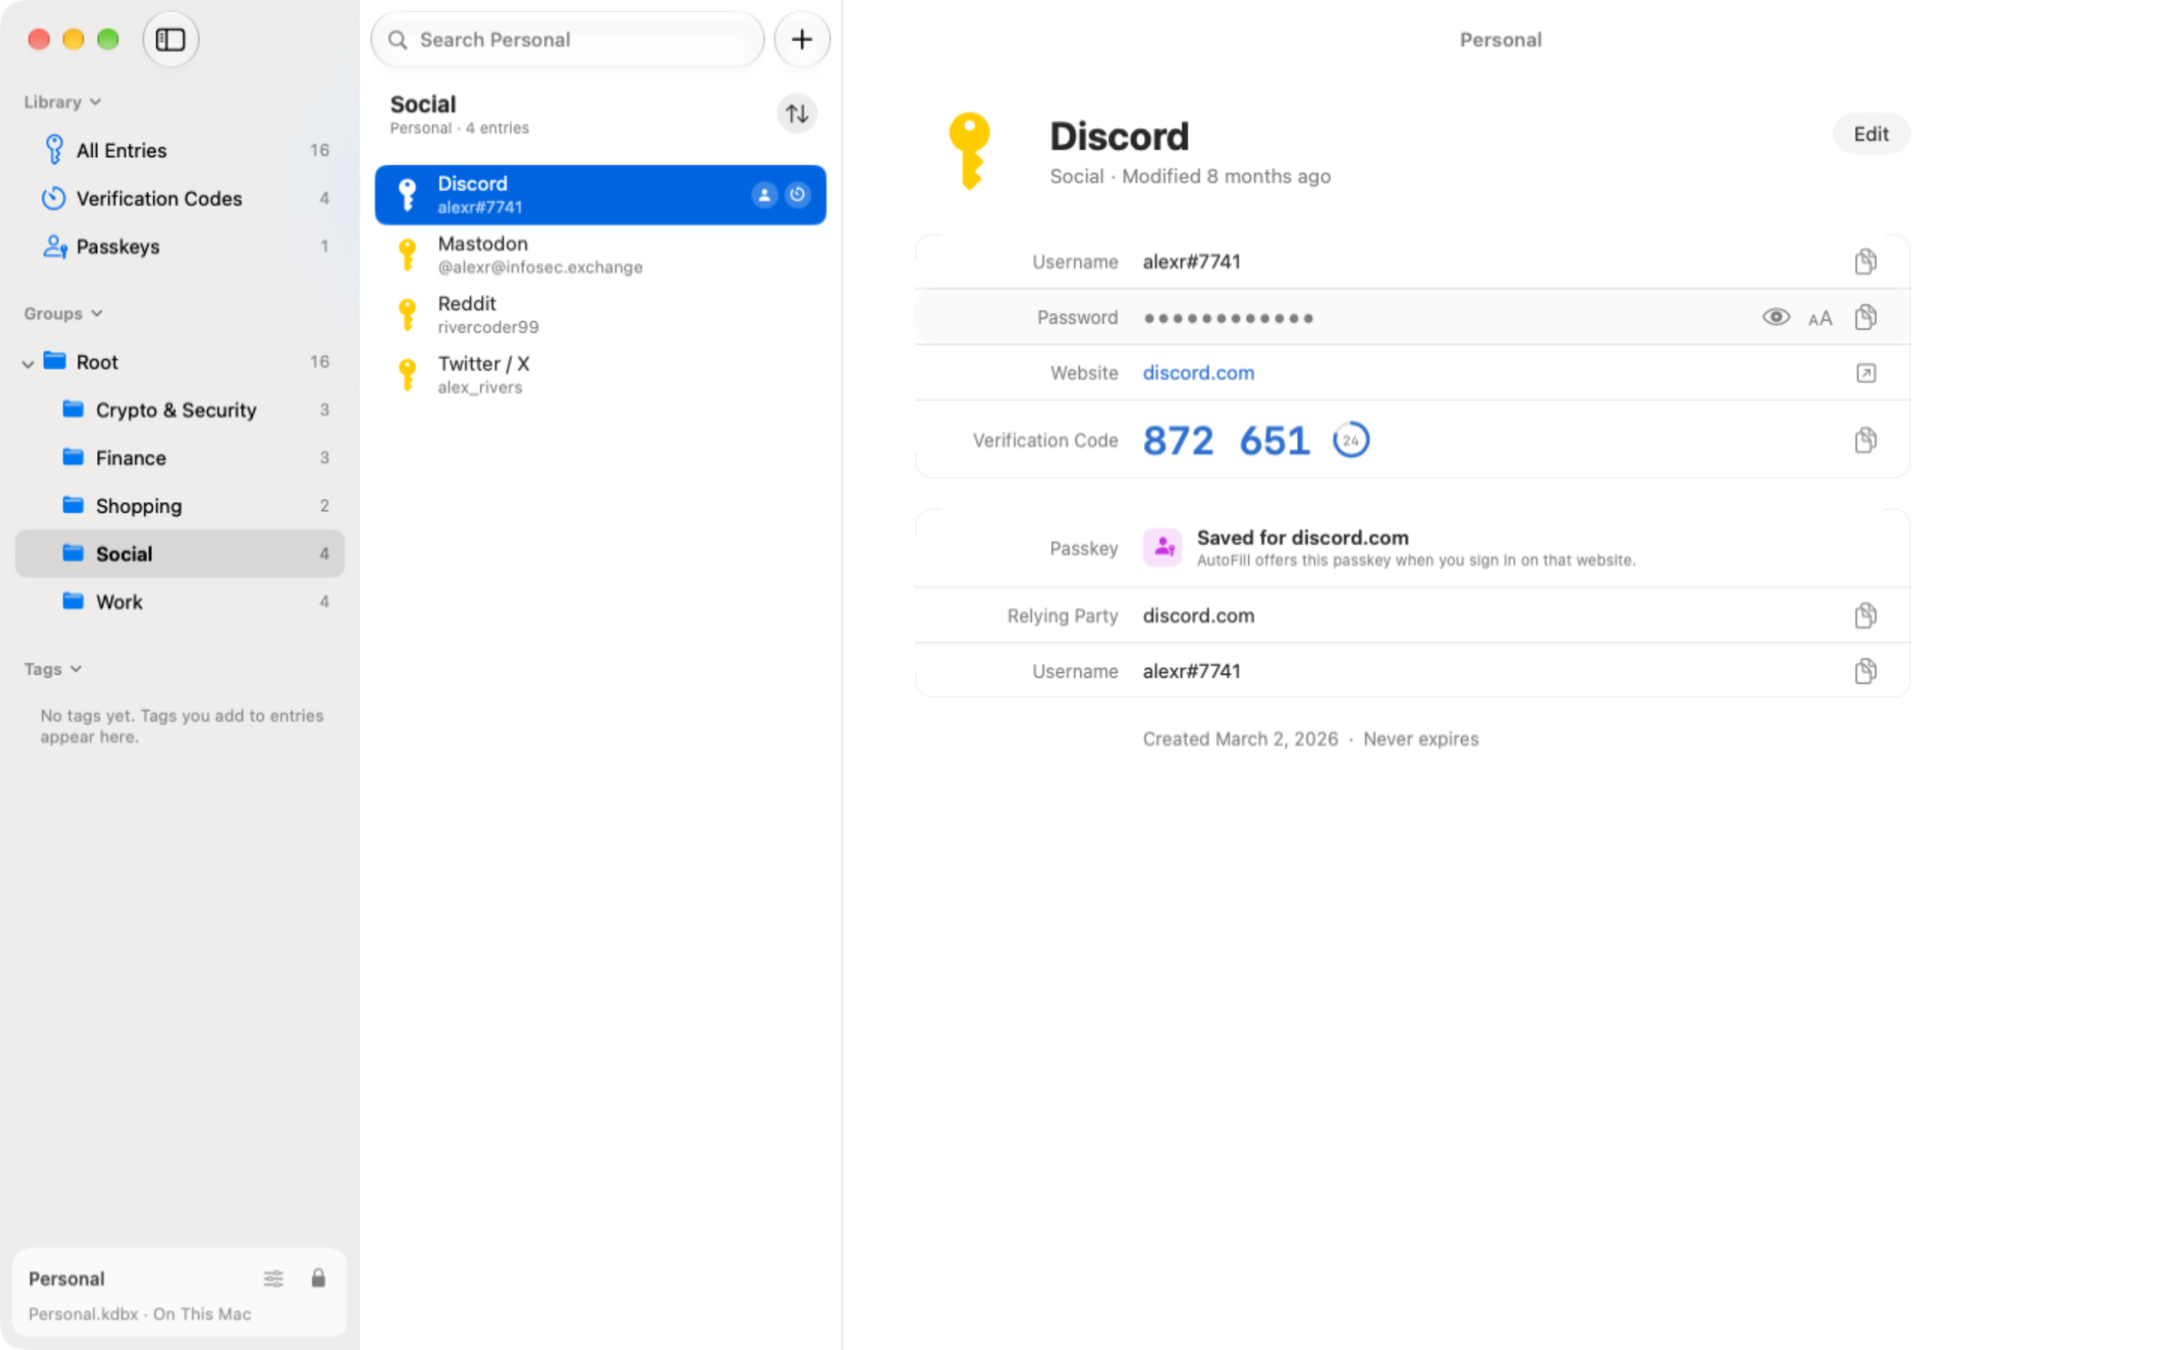 Library
All Entries 16
Verification Codes 4
Passkeys 1
Groups
Root 16
Crypto & Security 3
Finance 3
Shopping 2
Social 4
Work 4
Tags
No tags yet. Tags you add to entries
appear here.
Personal
Personal.kdbx · On This Mac
Search Personal
Social
Personal · 4 entries
Discord
alexr#7741
Mastodon
@alexr@infosec.exchange
Reddit
rivercoder99
Twitter / X
alex_rivers
Personal
Discord
Edit
Social · Modified 8 months ago
Username alexr#7741
Password ●●●●●●●●●●●● AA
Website discord.com
Verification Code 872 651 24
Passkey Saved for discord.com
AutoFill offers this passkey when you sign in on that website.
Relying Party discord.com
Username alexr#7741
Created March 2, 2026 · Never expires